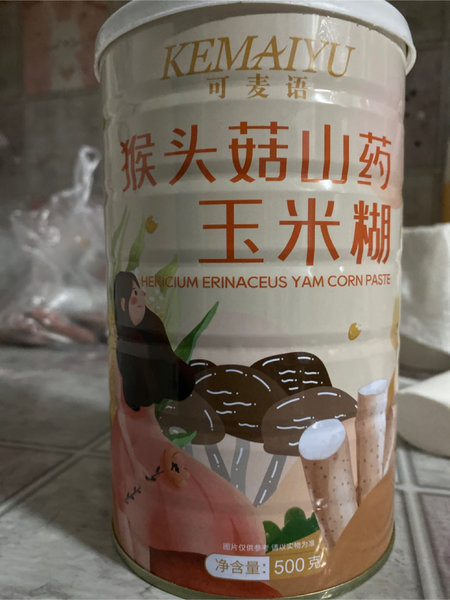 KEMAIYU
可麦语
猴头菇山药
玉米糊
HERICIUM ERINACEUS YAM CORN PASTE
图片仅供参考 请以实物为准
净含量: 500克